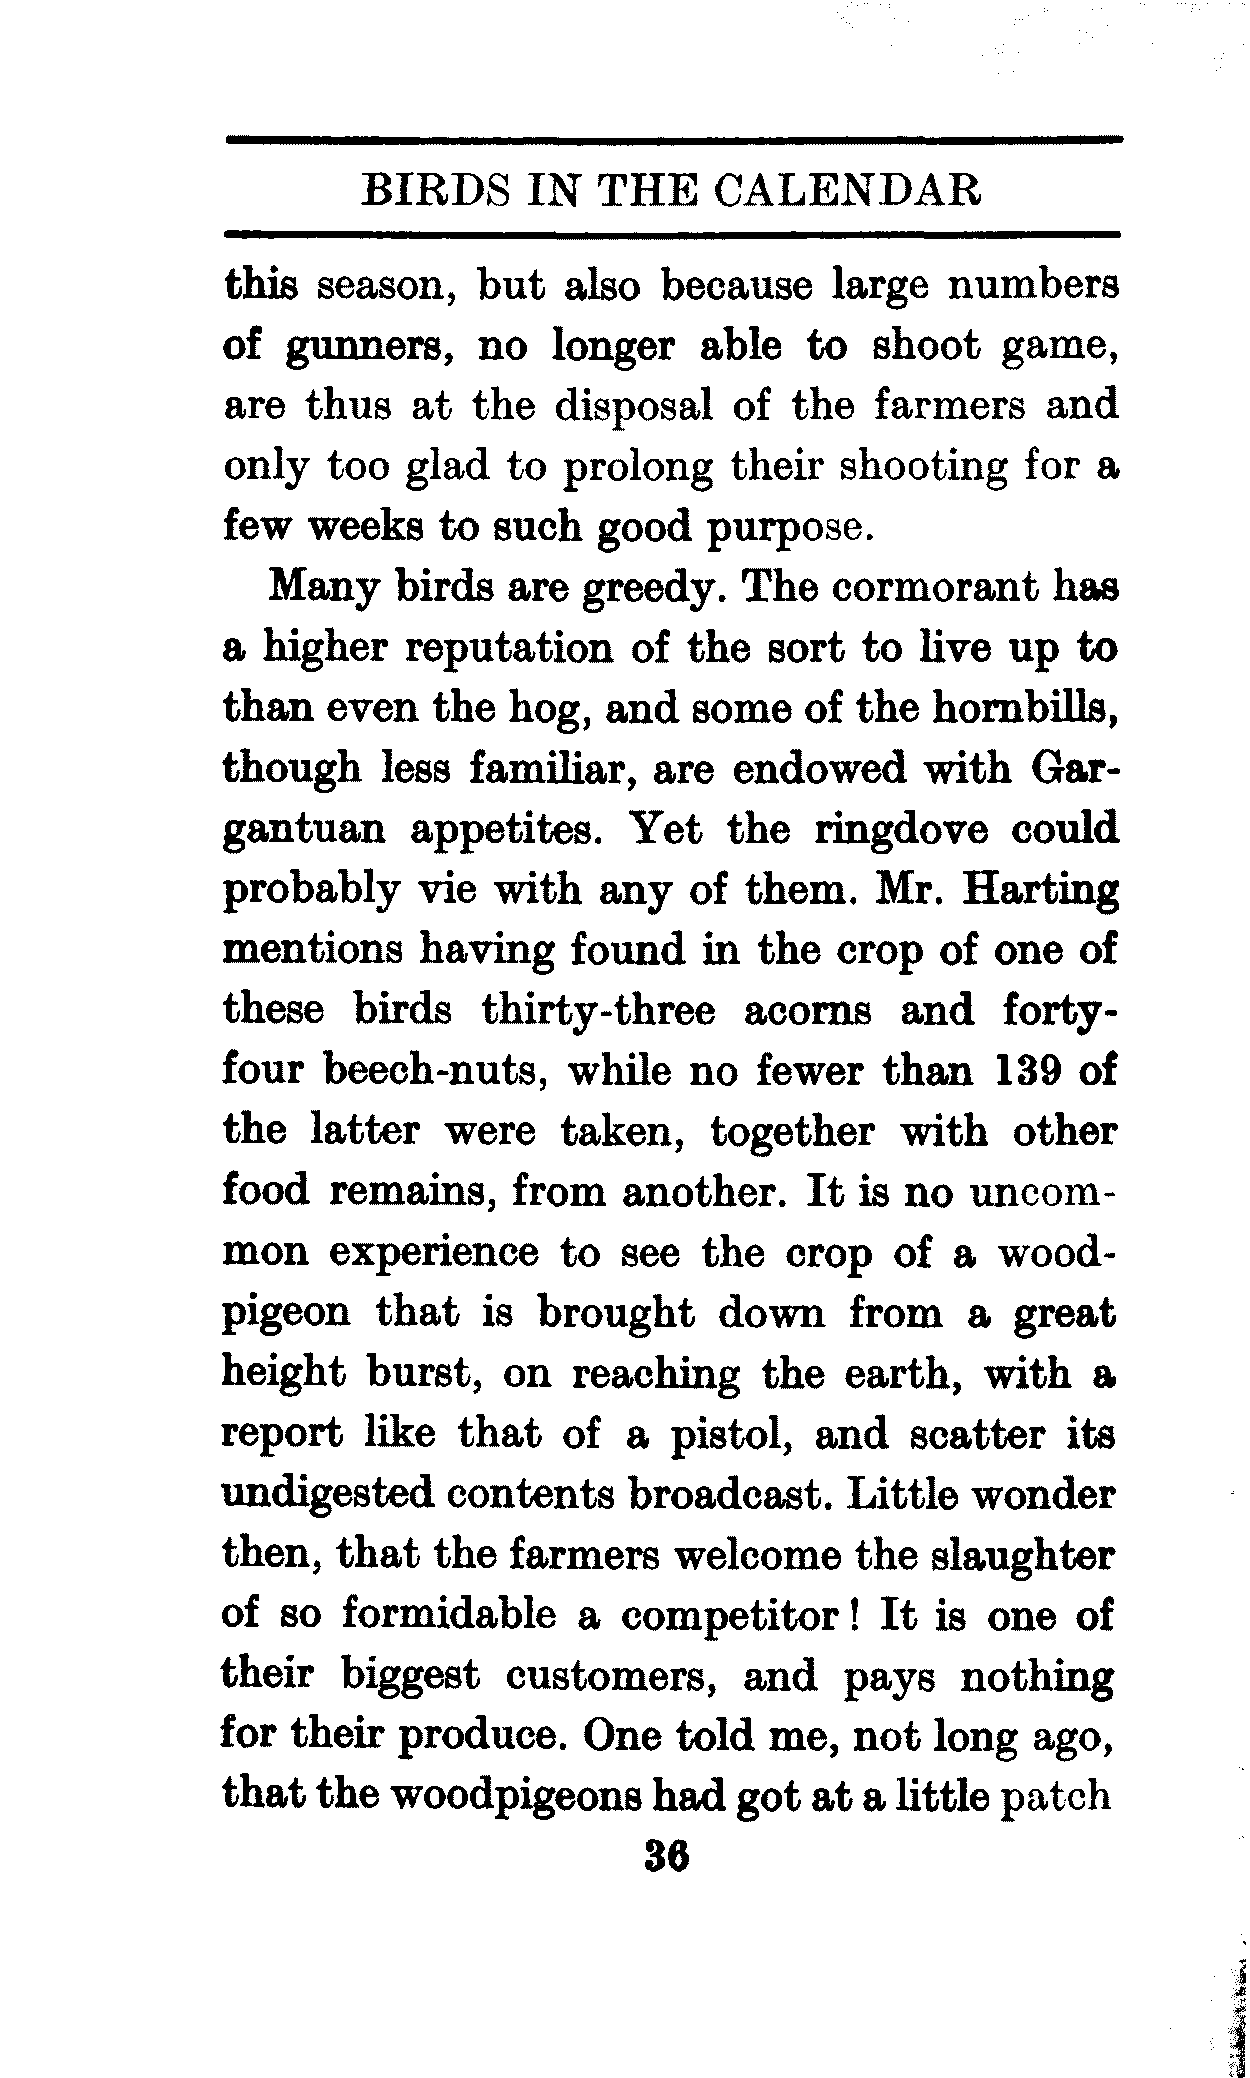 BIRDS IN THE CALENDAR
this season, but also because large numbers
of gunners, no longer able to shoot game,
are thus at the disposal of the farmers and
only too glad to prolong their shooting for a
few weeks to such good purpose.
Many birds are greedy. The cormorant has
a higher reputation of the sort to live up to
than even the hog, and some of the hornbills,
though less familiar, are endowed with Gar-
gantuan appetites. Yet the ringdove could
probably vie with any of them. Mr. Harting
mentions having found in the crop of one of
these birds thirty-three acorns and forty-
four beech-nuts, while no fewer than 139 of
the latter were taken, together with other
food remains, from another. It is no uncom-
mon experience to see the crop of a wood-
pigeon that is brought down from a great
height burst, on reaching the earth, with a
report like that of a pistol, and scatter its
undigested contents broadcast. Little wonder
then, that the farmers welcome the slaughter
of so formidable a competitor! It is one of
their biggest customers, and pays nothing
for their produce. One told me, not long ago,
that the woodpigeons had got at a little patch
36